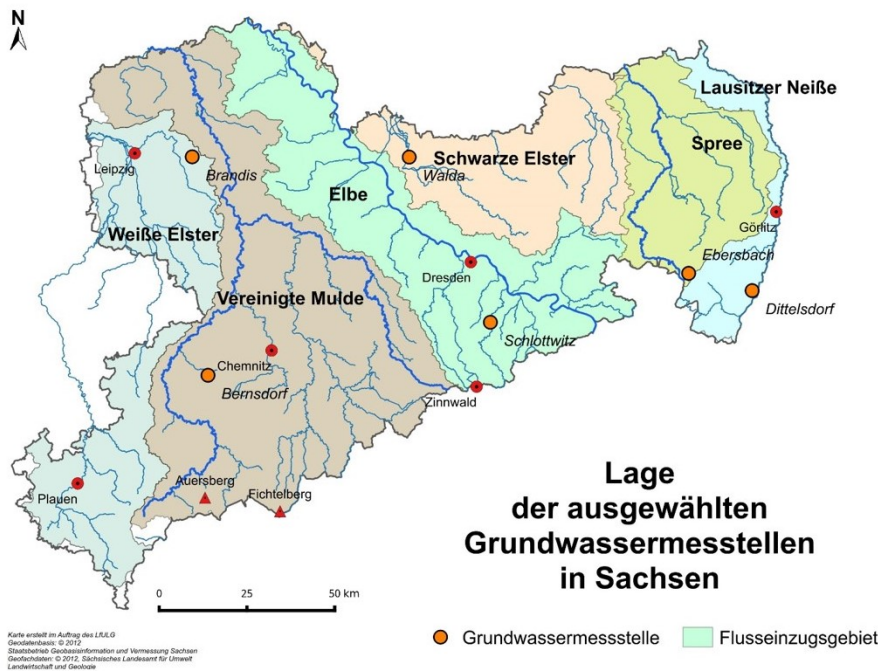 N
Lausitzer Neiße
Spree
Schwarze Elster
Walda
Leipzig
Brandis
Elbe
Görlitz
Weiße Elster
Ebersbach
Dresden
Vereinigte Mulde
Dittelsdorf
Schlottwitz
Chemnitz
Bernsdorf
Zinnwald
Auersberg
Fichtelberg
Plauen
Lage
der ausgewählten
Grundwassermesstellen
in Sachsen
0 25 50 km
Grundwassermessstelle Flusseinzugsgebiet
Karte erstellt im Auftrag des LfULG
Geodatenbasis: © 2012
Staatsbetrieb Geobasisinformation und Vermessung Sachsen
Geofachdaten: © 2012, Sächsisches Landesamt für Umwelt
Landwirtschaft und Geologie